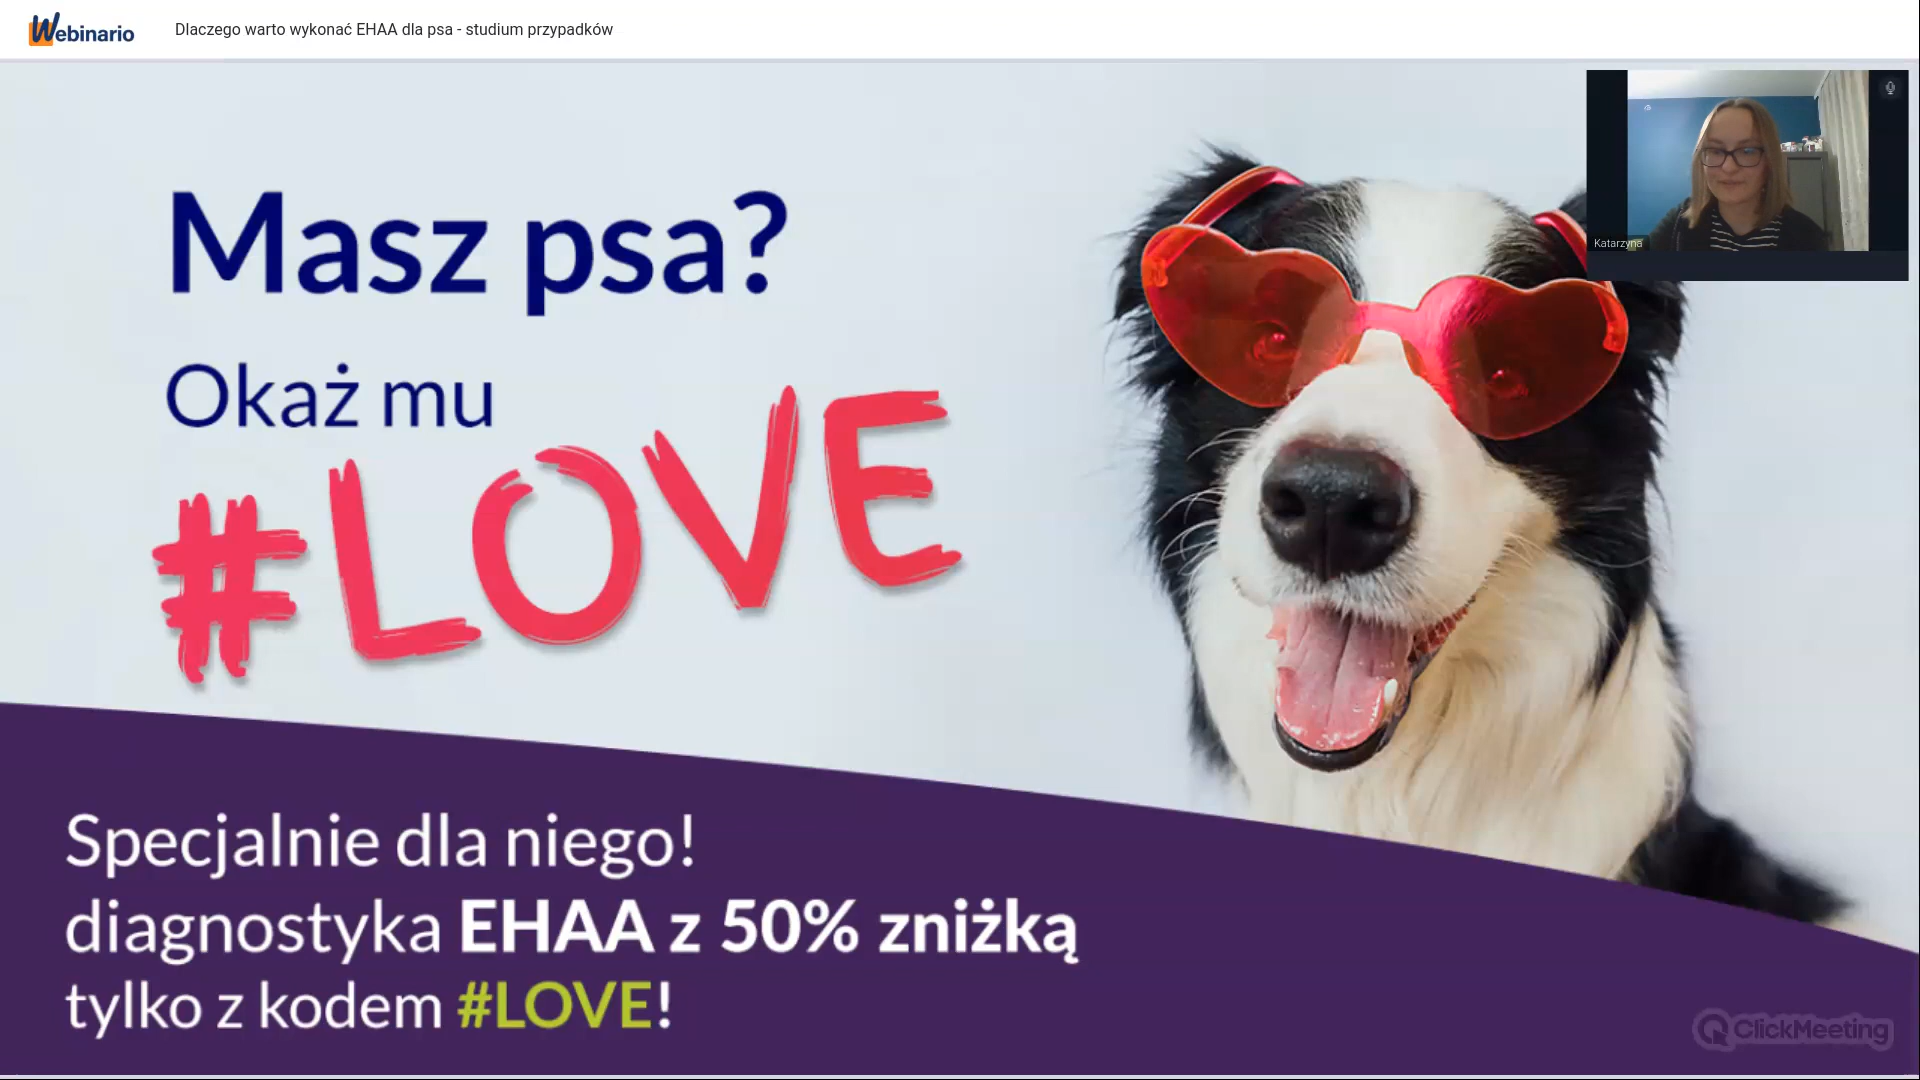 Webinario
Dlaczego warto wykonać EHAA dla psa - studium przypadków
Katarzyna
Masz psa?
Okaż mu
#LOVE
Specjalnie dla niego!
diagnostyka EHAA z 50% zniżką
tylko z kodem #LOVE!
ClickMeeting